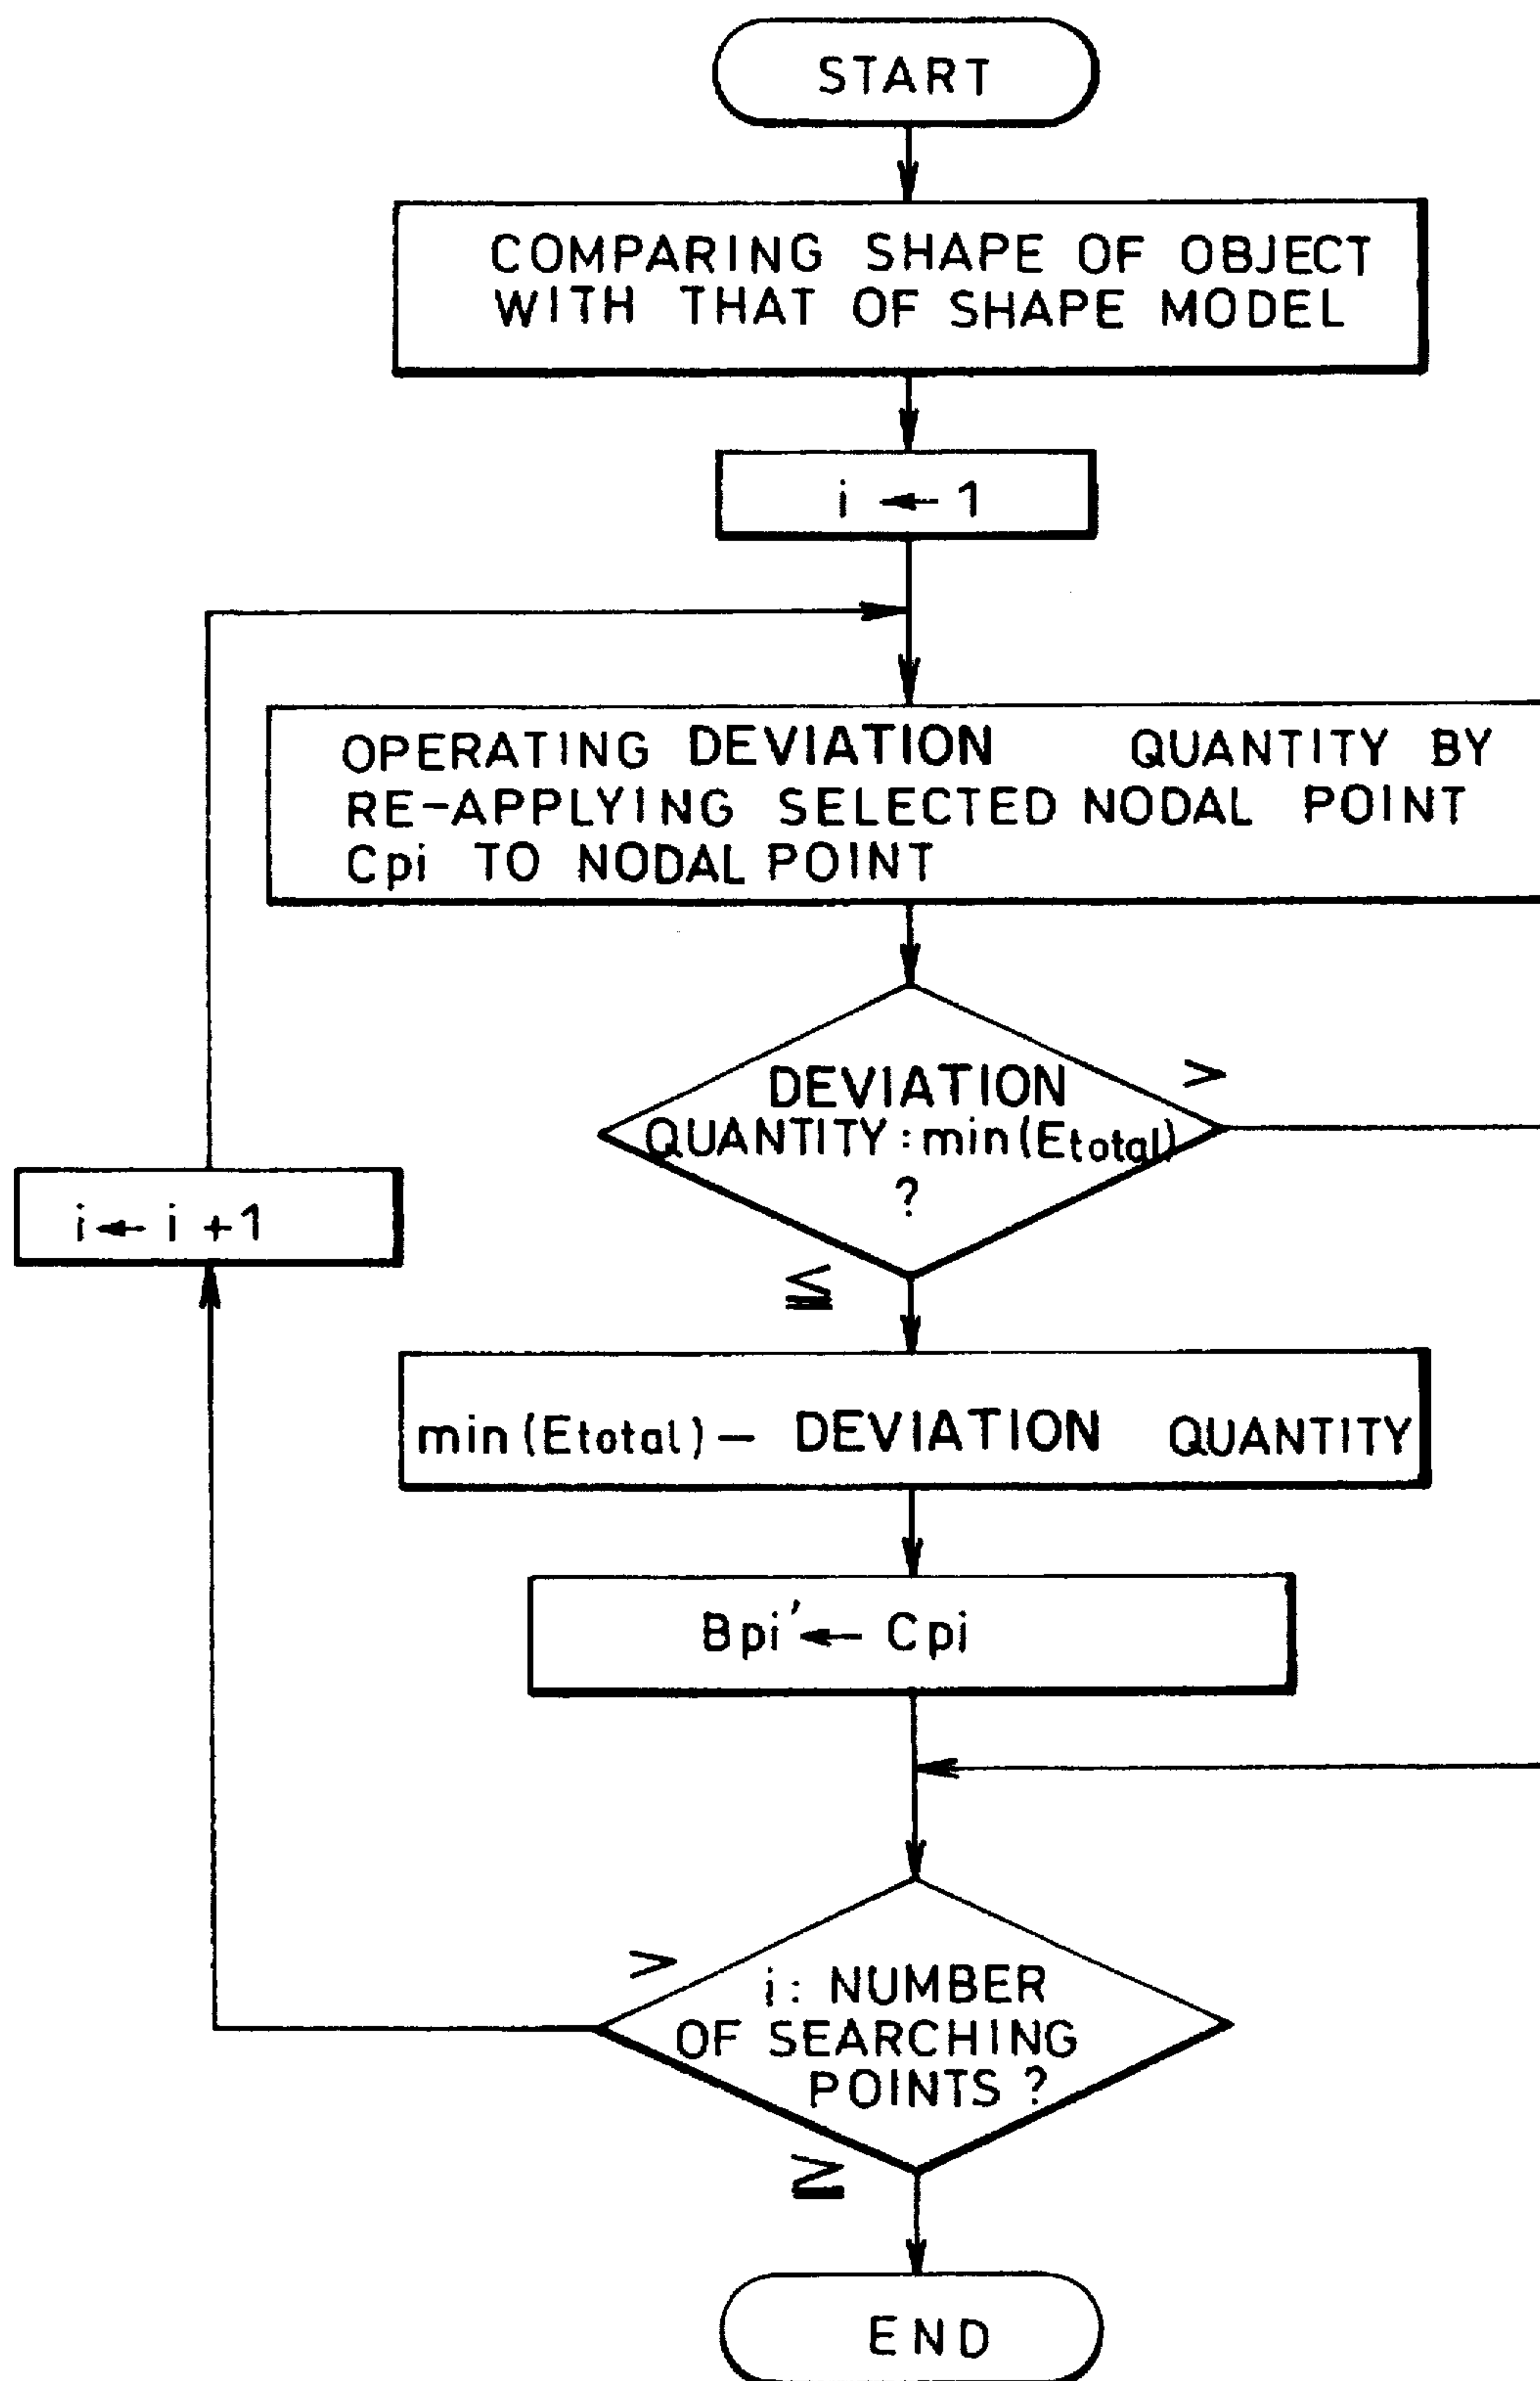 START
COMPARING SHAPE OF OBJECT
WITH THAT OF SHAPE MODEL
i ← 1
OPERATING DEVIATION QUANTITY BY
RE-APPLYING SELECTED NODAL POINT
Cpi TO NODAL POINT
>
DEVIATION
QUANTITY : min(Etotal)
?
≦
i ← i +1
min(Etotal) — DEVIATION QUANTITY
Bpi' ← Cpi
>
i : NUMBER
OF SEARCHING
POINTS ?
≧
END